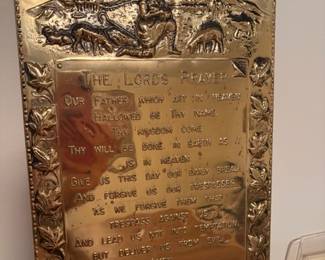 THE LORDS PRAYER
OUR FATHER WHICH ART IN HEAVEN
HALLOWED BE THY NAME
THY KINGDOM COME
THY WILL BE DONE IN EARTH AS
IS IN HEAVEN
GIVE US THIS DAY OUR DAILY BREAD
AND FORGIVE US OUR TRESPASSES
AS WE FORGIVE THEM THAT
TRESPASS AGAINST
AND LEAD US NOT INTO TEMPTATION,
BUT DELIVER US FROM EVIL
AMEN